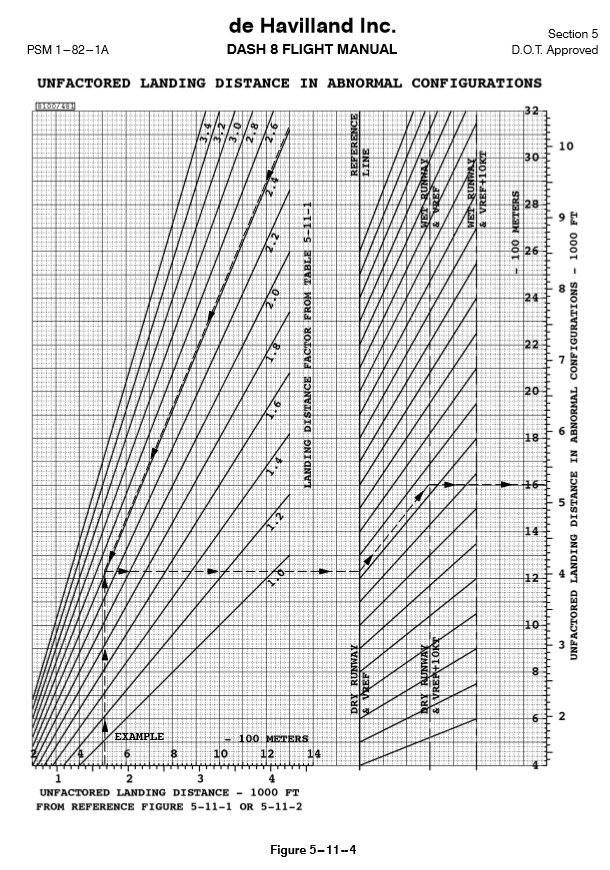 de Havilland Inc.
Section 5
PSM 1-82-1A
DASH 8 FLIGHT MANUAL
D.O.T. Approved
UNFACTORED LANDING DISTANCE IN ABNORMAL CONFIGURATIONS
3.4
3.2
3.0
2.8
2.6
2.4
2.2
2.0
1.8
1.6
1.4
1.2
1.0
LANDING DISTANCE FACTOR FROM TABLE 5-11-1
REFERENCE
LINE
WET RUNWAY
& VREF
WET RUNWAY
& VREF+10KT
DRY RUNWAY
& VREF
DRY RUNWAY
& VREF+10KT
32
30
28
26
24
22
20
18
16
14
12
10
8
6
4
- 100 METERS
10
9
8
7
6
5
4
3
2
UNFACTORED LANDING DISTANCE IN ABNORMAL CONFIGURATIONS - 1000 FT
EXAMPLE
- 100 METERS
2 4 6 8 10 12 14
1 2 3 4
UNFACTORED LANDING DISTANCE - 1000 FT
FROM REFERENCE FIGURE 5-11-1 OR 5-11-2
Figure 5-11-4